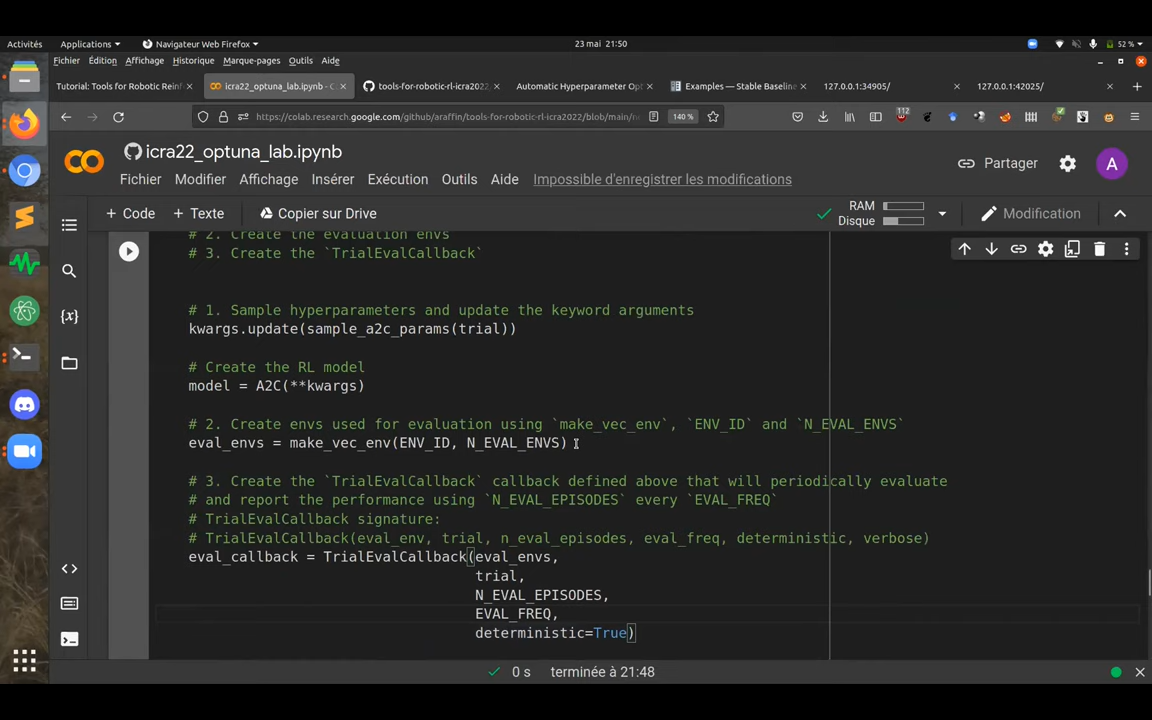 Activités Applications Navigateur Web Firefox 23 mai 21:50 52 %
Fichier Édition Affichage Historique Marque-pages Outils Aide
Tutorial: Tools for Robotic Rein icra22_optuna_lab.ipynb - C tools-for-robotic-rl-icra2022 Automatic Hyperparameter Opt Examples — Stable Baseline 127.0.0.1:34905/ 127.0.0.1:42025/
https://colab.research.google.com/github/araffin/tools-for-robotic-rl-icra2022/blob/main/n 140 % 112
icra22_optuna_lab.ipynb Partager A
Fichier Modifier Affichage Insérer Exécution Outils Aide Impossible d'enregistrer les modifications
+ Code + Texte Copier sur Drive RAM Disque Modification
# 2. Create the evaluation envs
# 3. Create the `TrialEvalCallback`
# 1. Sample hyperparameters and update the keyword arguments
kwargs.update(sample_a2c_params(trial))
# Create the RL model
model = A2C(**kwargs)
# 2. Create envs used for evaluation using `make_vec_env`, `ENV_ID` and `N_EVAL_ENVS`
eval_envs = make_vec_env(ENV_ID, N_EVAL_ENVS)
# 3. Create the `TrialEvalCallback` callback defined above that will periodically evaluate
# and report the performance using `N_EVAL_EPISODES` every `EVAL_FREQ`
# TrialEvalCallback signature:
# TrialEvalCallback(eval_env, trial, n_eval_episodes, eval_freq, deterministic, verbose)
eval_callback = TrialEvalCallback(eval_envs,
trial,
N_EVAL_EPISODES,
EVAL_FREQ,
deterministic=True)
0 s terminée à 21:48